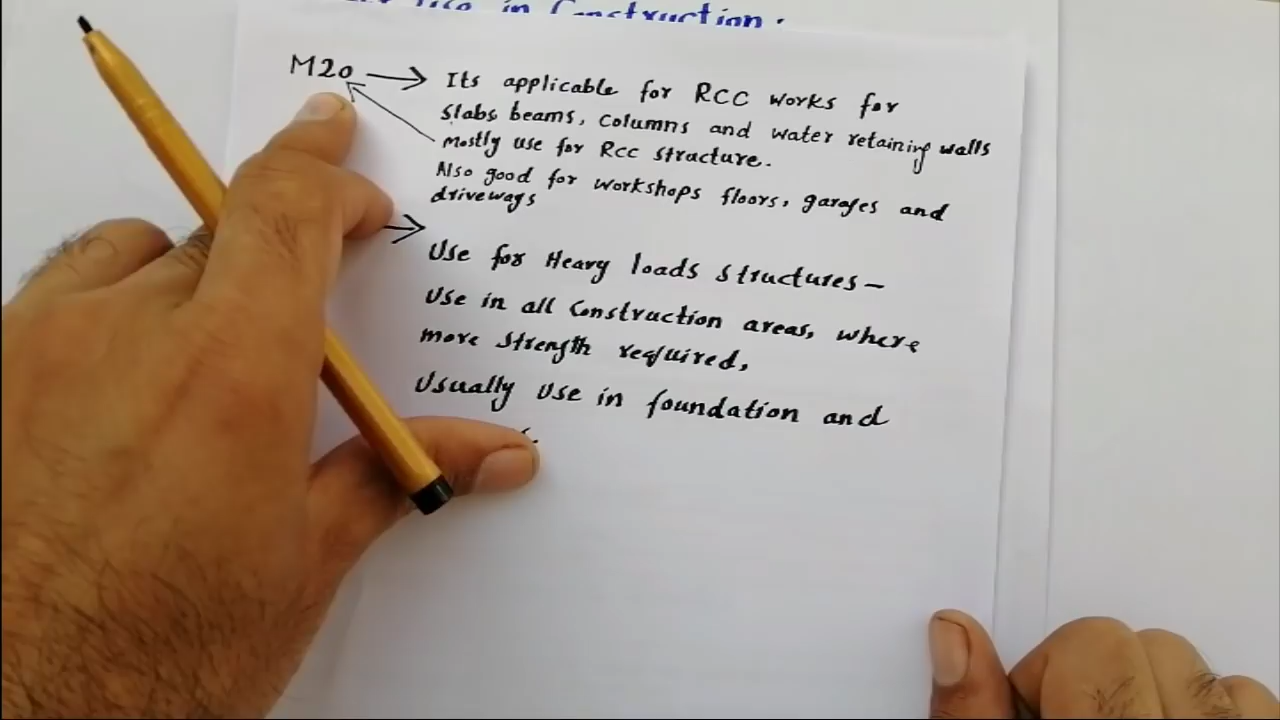 in Construction.
M20 → Its applicable for RCC works for
slabs, beams, columns and water retaining walls
mostly use for Rcc structure.
Also good for workshops floors, garages and
driveways
→
Use for Heavy loads structures-
Use in all Construction areas, where
more strength required,
Usually use in foundation and